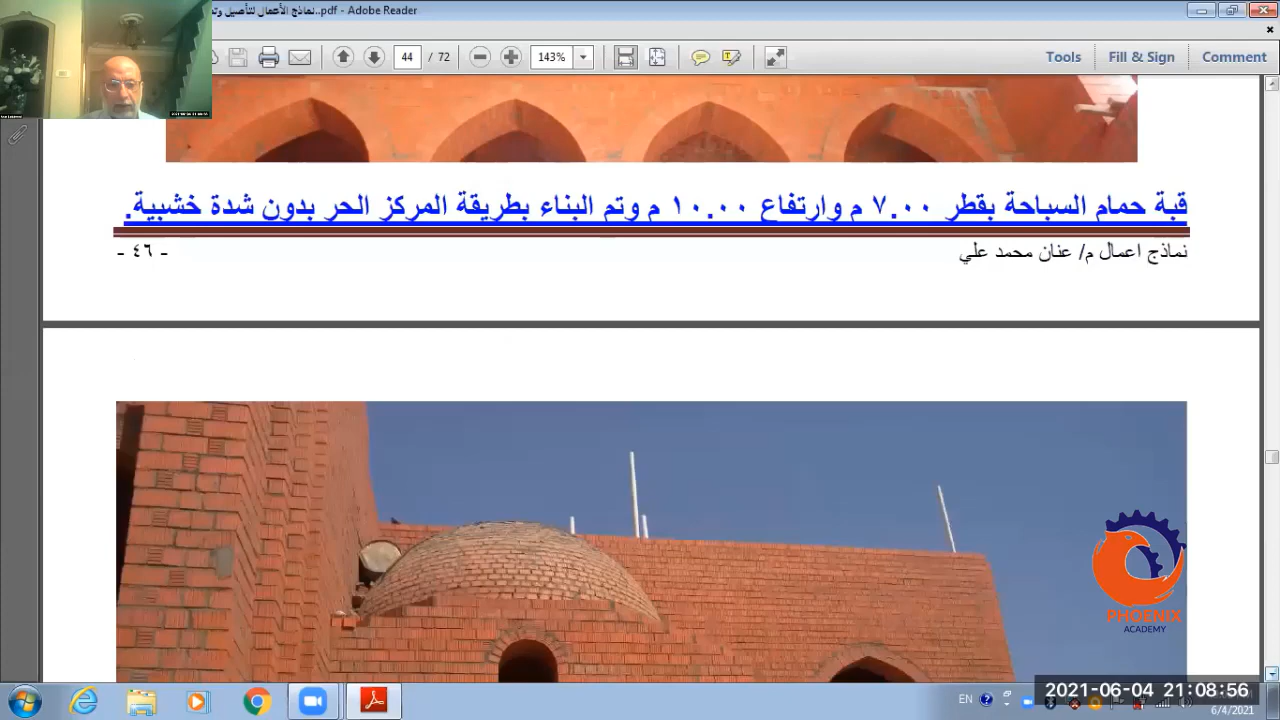 نماذج الأعمال لتأصيل وتم..pdf - Adobe Reader
44 / 72
143%
Tools
Fill & Sign
Comment
قبة حمام السباحة بقطر ٧.٠٠ م وارتفاع ١٠.٠٠ م وتم البناء بطريقة المركز الحر بدون شدة خشبية.
نماذج اعمال م/ عنان محمد علي
- ٤٦ -
PHOENIX
ACADEMY
EN
2021-06-04 21:08:56
6/4/2021